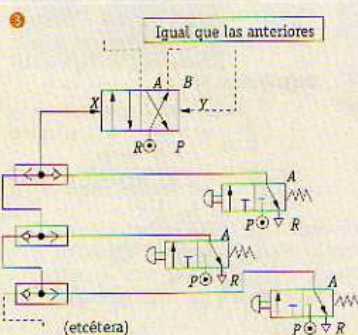 3
Igual que las anteriores
A B
X
Y
R P
A
P R
A
P R
A
P R
(etcétera)